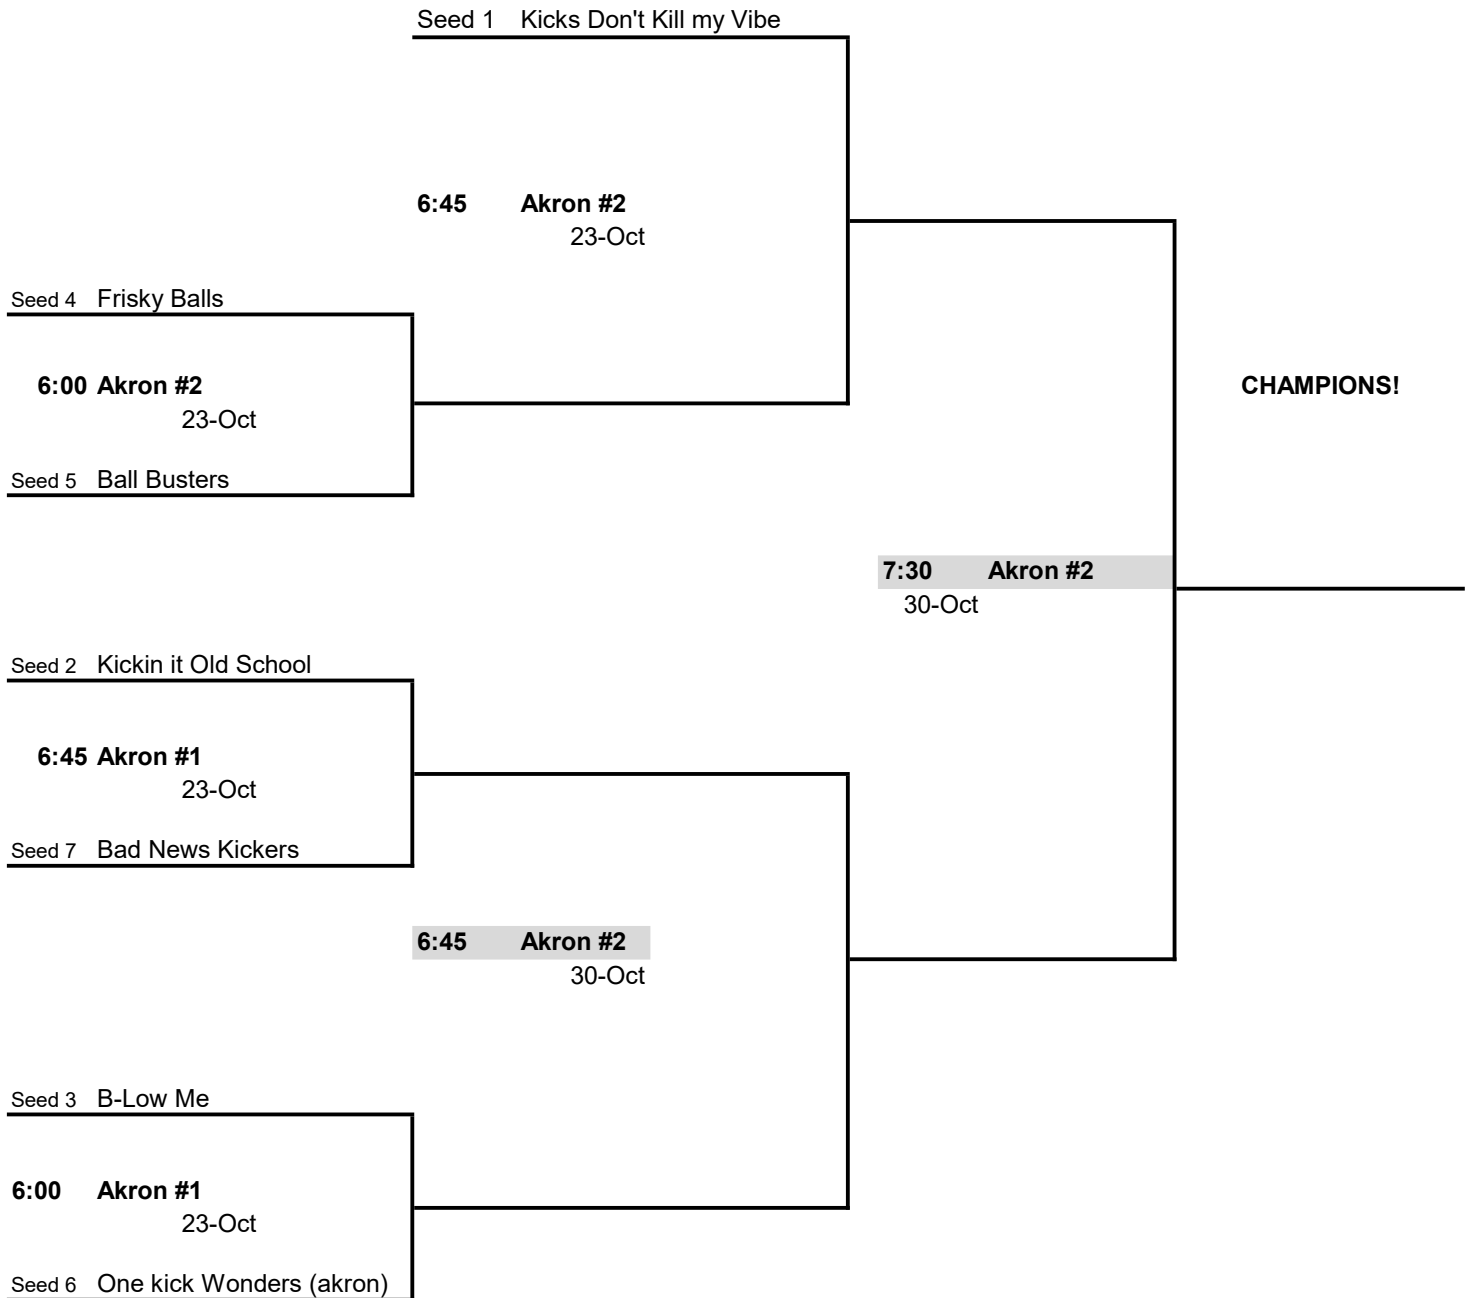 Seed 1 Kicks Don't Kill my Vibe
6:45 Akron #2
23-Oct
Seed 4 Frisky Balls
6:00 Akron #2
23-Oct
CHAMPIONS!
Seed 5 Ball Busters
7:30 Akron #2
30-Oct
Seed 2 Kickin it Old School
6:45 Akron #1
23-Oct
Seed 7 Bad News Kickers
6:45 Akron #2
30-Oct
Seed 3 B-Low Me
6:00 Akron #1
23-Oct
Seed 6 One kick Wonders (akron)